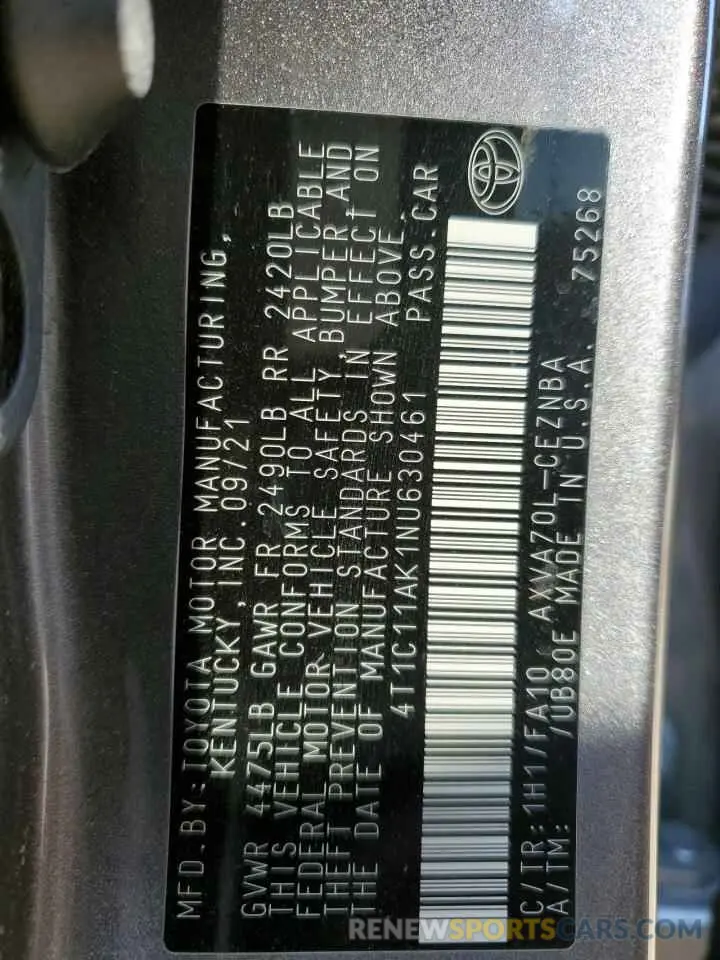 MFD.BY:TOYOTA MOTOR MANUFACTURING,
KENTUCKY, INC.09/21
GVWR 4475LB GAWR FR 2490LB RR 2420LB
THIS VEHICLE CONFORMS TO ALL APPLICABLE
FEDERAL MOTOR VEHICLE SAFETY, BUMPER, AND
THEFT PREVENTION STANDARDS IN EFFECT ON
THE DATE OF MANUFACTURE SHOWN ABOVE.
4T1C11AK1NU630461 PASS.CAR
C/TR:1H1/FA10 AXVA70L-CEZNBA
A/TM: /UB80E MADE IN U.S.A. 75268
RENEWSPORTSCARS.COM